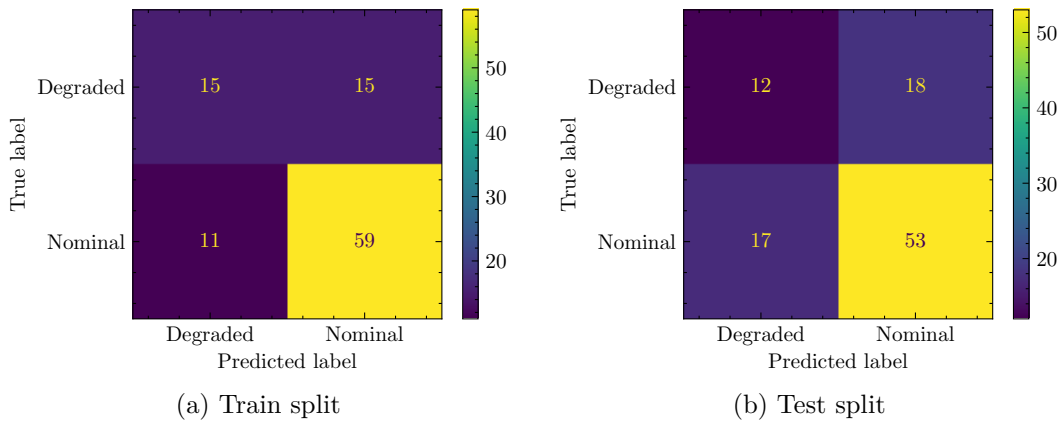 True label
Degraded
15
15
Nominal
11
59
Degraded
Nominal
Predicted label
50
40
30
20
(a) Train split
True label
Degraded
12
18
Nominal
17
53
Degraded
Nominal
Predicted label
50
40
30
20
(b) Test split